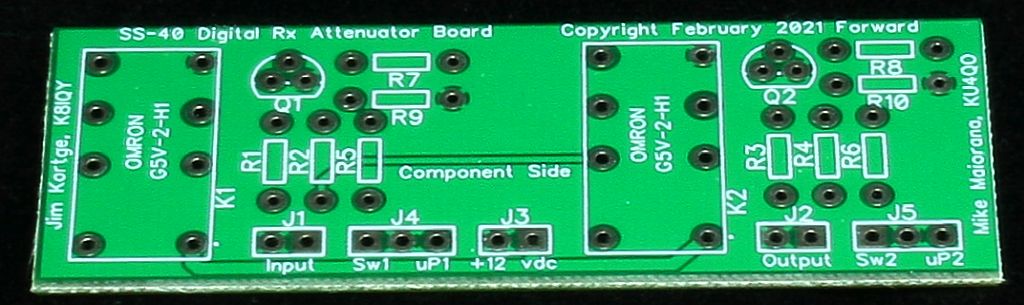 SS-40 Digital Rx Attenuator Board
Copyright February 2021 Forward
Jim Kortge, K8IQY
OMRON
G5V-2-H1
K1
Q1
R7
R9
R1
R2
R5
Component Side
J1
J4
J3
Input
Sw1
uP1
+12 vdc
OMRON
G5V-2-H1
K2
Q2
R8
R10
R3
R4
R6
J2
J5
Output
Sw2
uP2
Mike Maiorana, KU4QO